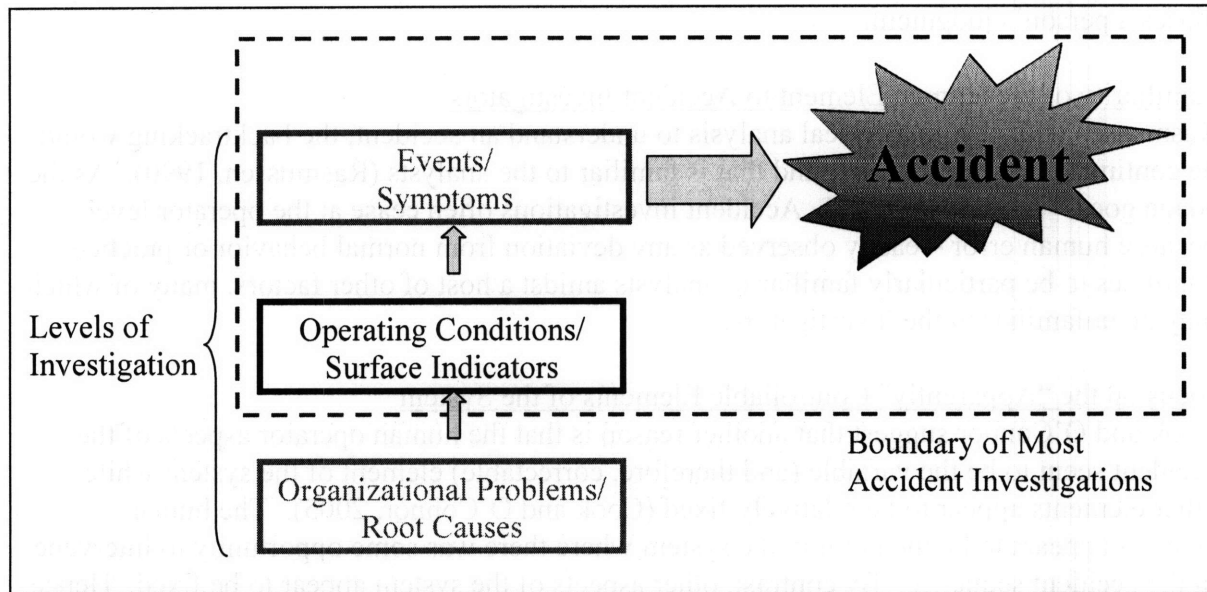 Accident
Events/
Symptoms
Levels of
Investigation
Operating Conditions/
Surface Indicators
Organizational Problems/
Root Causes
Boundary of Most
Accident Investigations